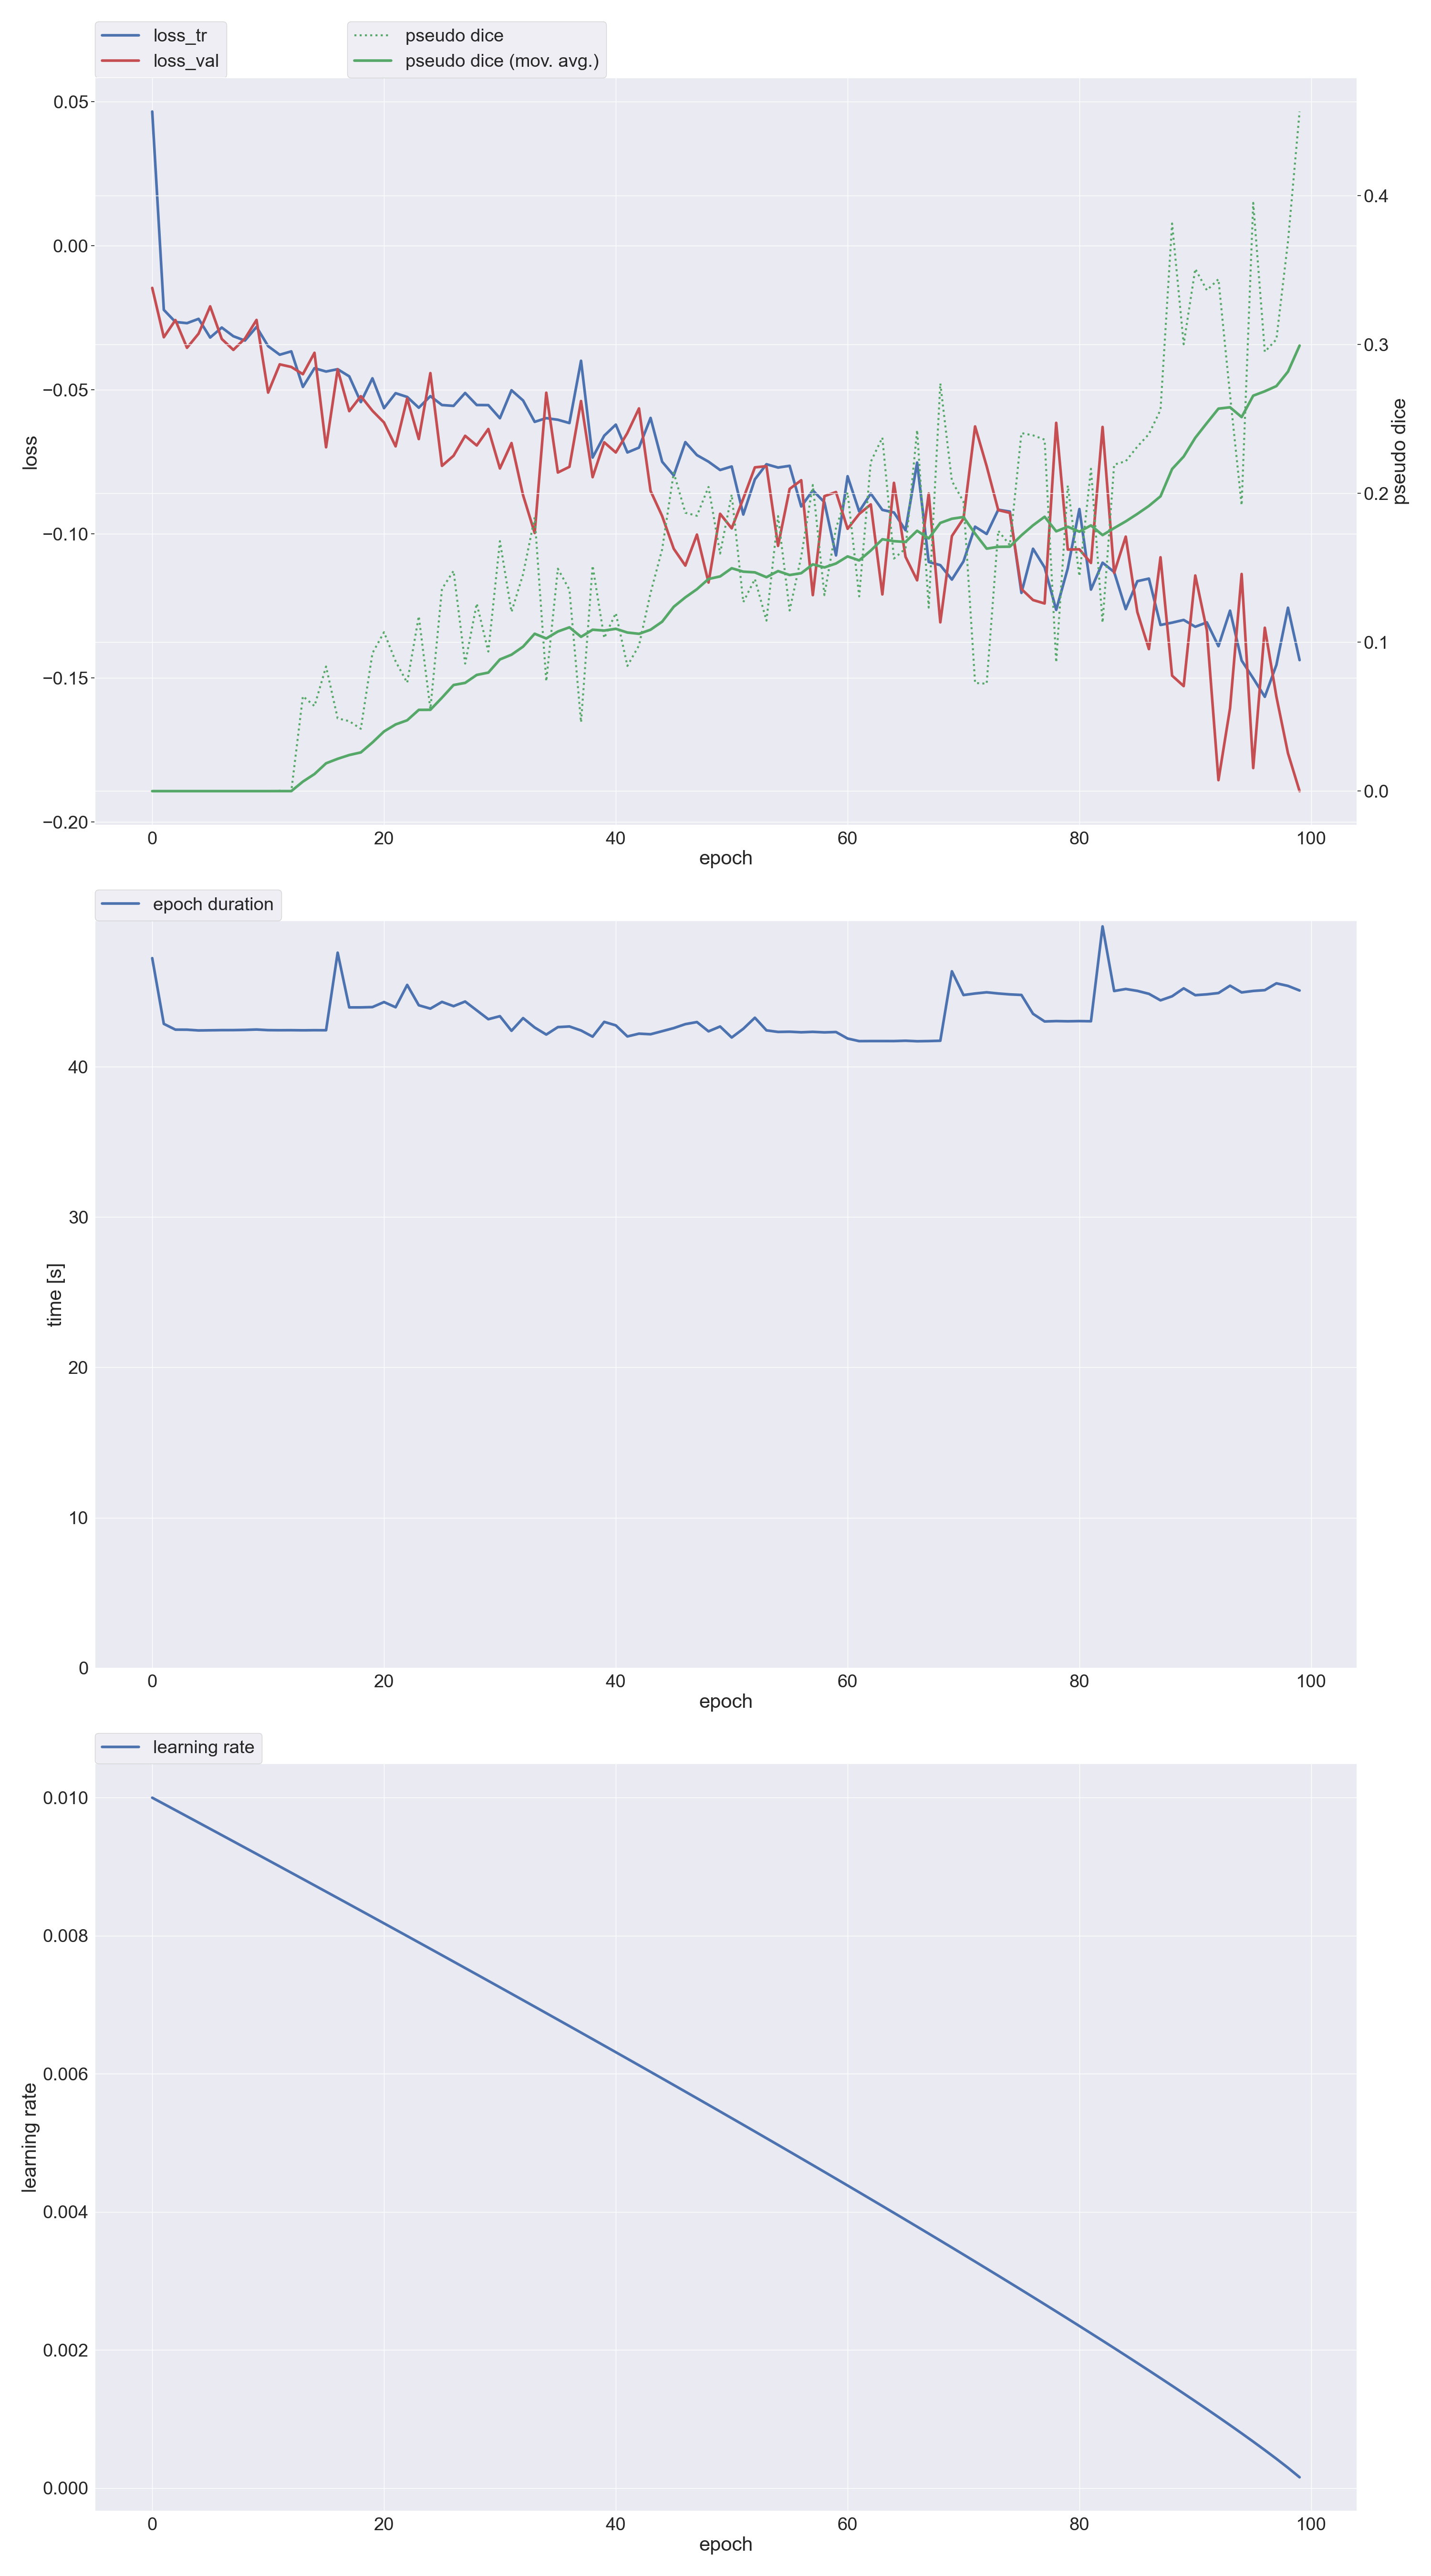 loss_tr
loss_val
pseudo dice
pseudo dice (mov. avg.)
0.05
0.00
−0.05
−0.10
−0.15
−0.20
loss
0.4
0.3
0.2
0.1
0.0
pseudo dice
0 20 40 60 80 100
epoch
epoch duration
40
30
20
10
0
time [s]
0 20 40 60 80 100
epoch
learning rate
0.010
0.008
0.006
0.004
0.002
0.000
learning rate
0 20 40 60 80 100
epoch